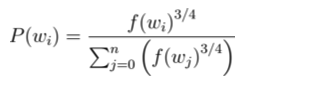 P(w_i) = \frac{f(w_i)^{3/4}}{\sum_{j=0}^{n} \left( f(w_j)^{3/4} \right)}